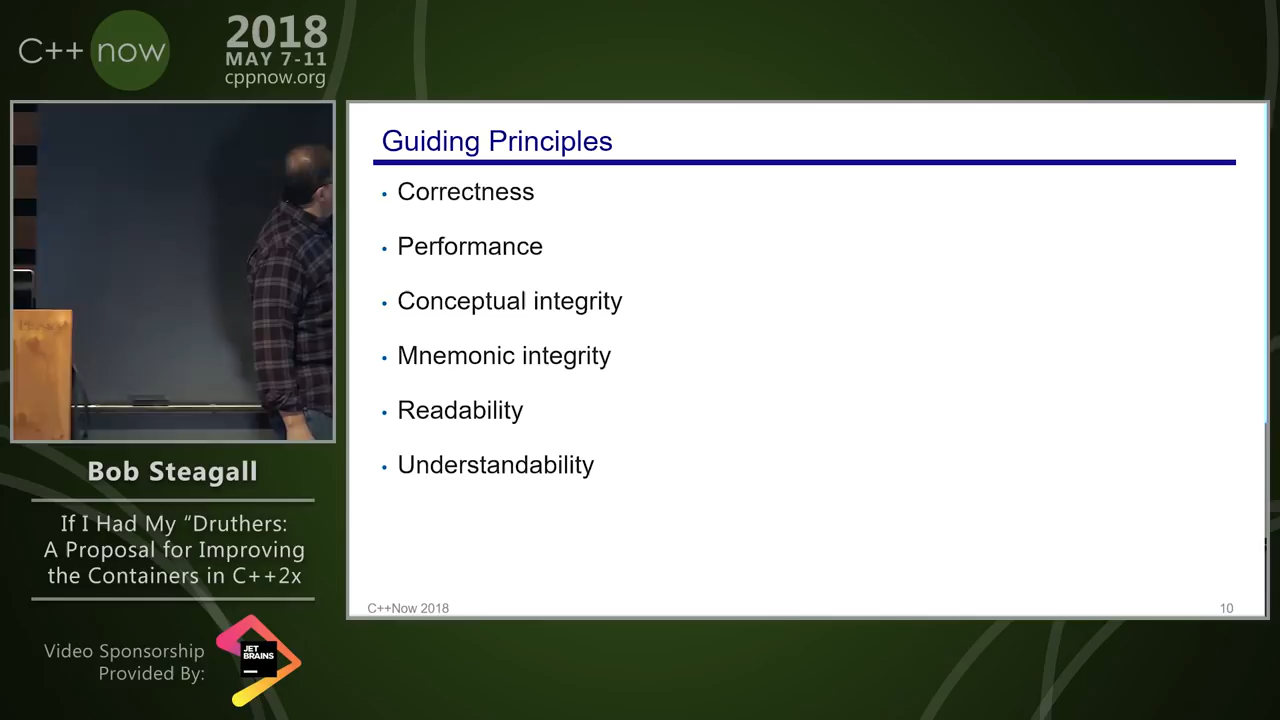 C++ now
2018
MAY 7-11
cppnow.org
Guiding Principles
• Correctness
• Performance
• Conceptual integrity
• Mnemonic integrity
• Readability
• Understandability
C++Now 2018
10
Bob Steagall
If I Had My “Druthers:
A Proposal for Improving
the Containers in C++2x
Video Sponsorship
Provided By:
JET
BRAINS